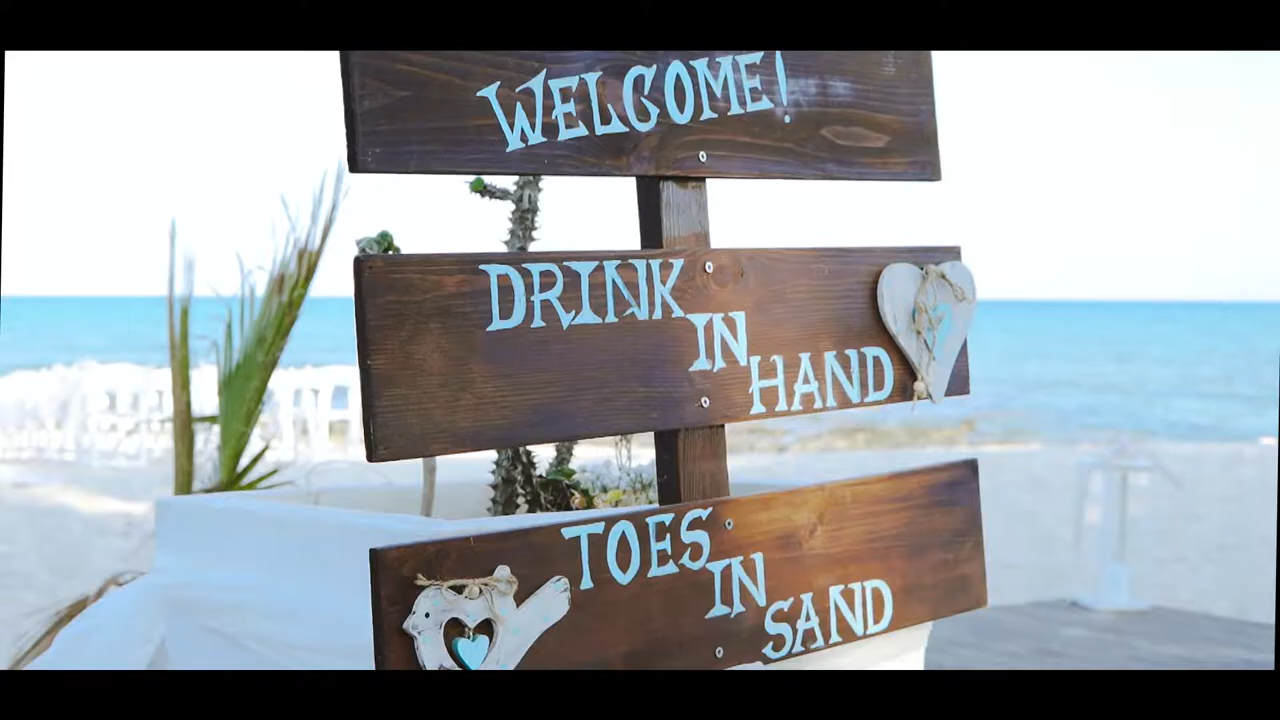 WELCOME!
DRINK
IN
HAND
TOES
IN
SAND